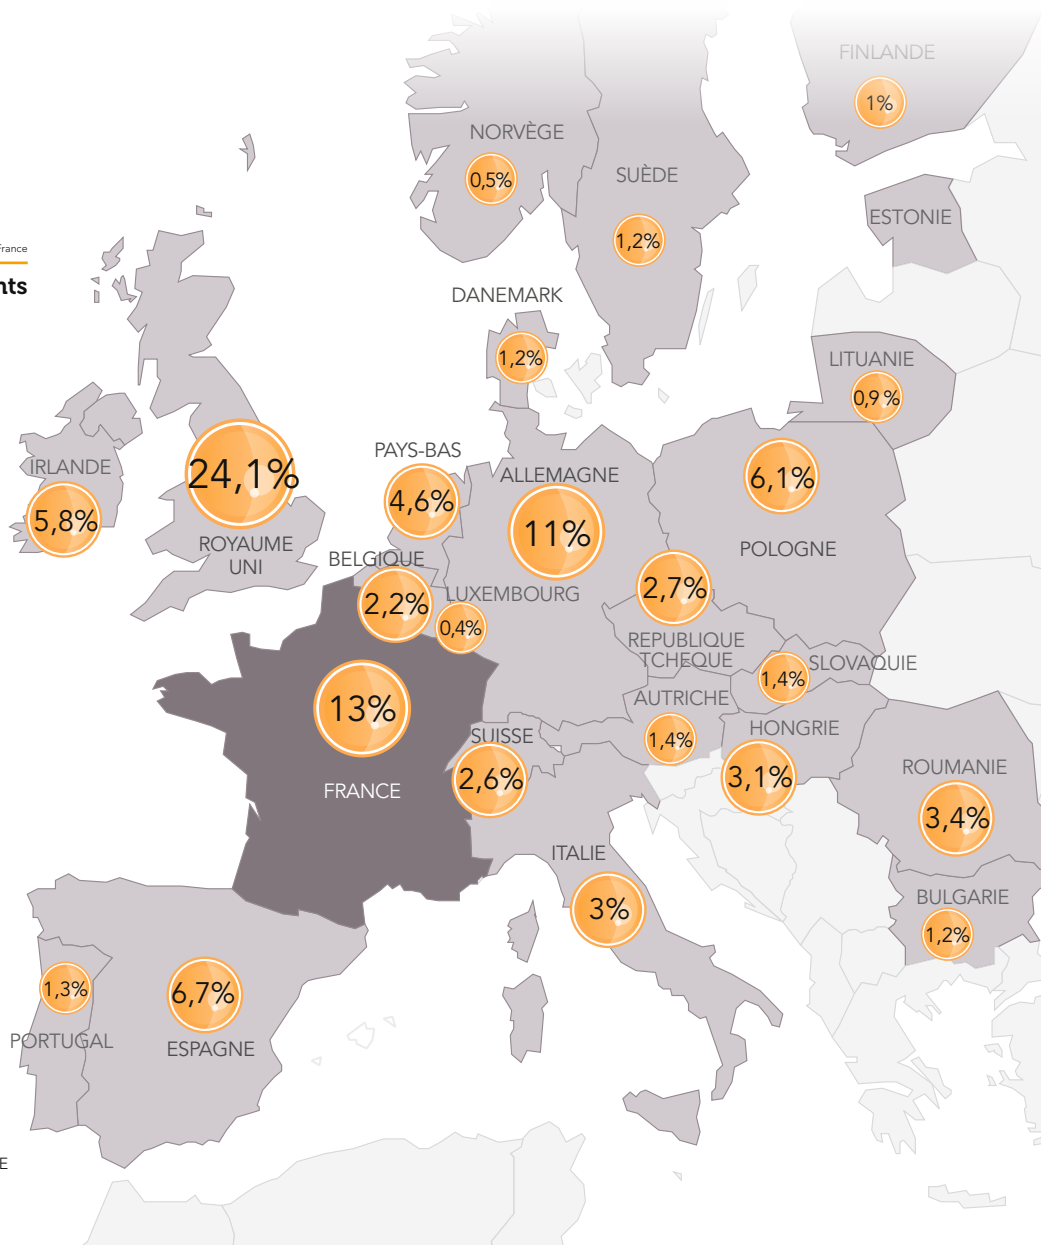 FINLANDE
1%
NORVÈGE
0,5%
SUÈDE
1,2%
ESTONIE
France
nts
DANEMARK
1,2%
LITUANIE
0,9 %
PAYS-BAS
4,6%
ALLEMAGNE
11%
6,1%
POLOGNE
IRLANDE
5,8%
24,1%
ROYAUME
UNI
BELGIQUE
2,2%
LUXEMBOURG
0,4%
2,7%
REPUBLIQUE
TCHEQUE
SLOVAQUIE
1,4%
AUTRICHE
1,4%
HONGRIE
3,1%
13%
FRANCE
SUISSE
2,6%
ROUMANIE
3,4%
ITALIE
3%
BULGARIE
1,2%
1,3%
PORTUGAL
6,7%
ESPAGNE
E